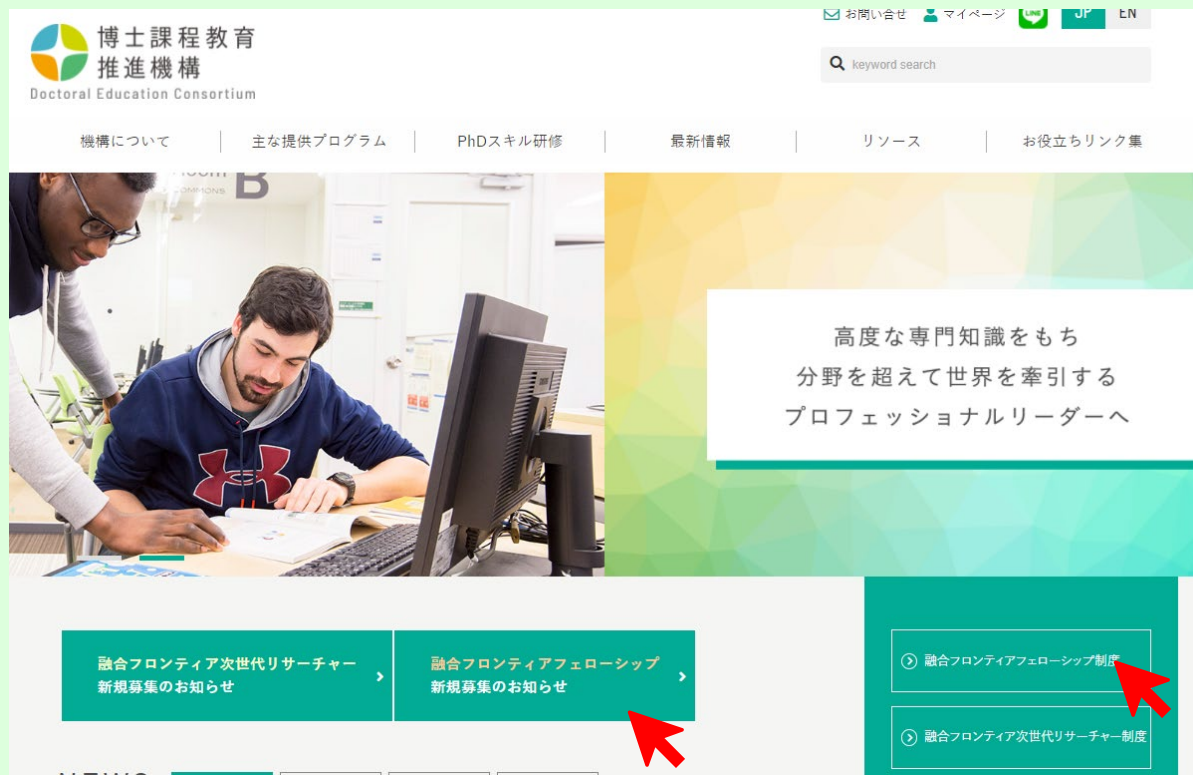 博士課程教育
推進機構
Doctoral Education Consortium
お問い合せ マイページ LINE JP EN
keyword search
機構について 主な提供プログラム PhDスキル研修 最新情報 リソース お役立ちリンク集
B
COMMONS
高度な専門知識をもち
分野を超えて世界を牽引する
プロフェッショナルリーダーへ
融合フロンティア次世代リサーチャー
新規募集のお知らせ
融合フロンティアフェローシップ
新規募集のお知らせ
融合フロンティアフェローシップ制度
融合フロンティア次世代リサーチャー制度
NEWS